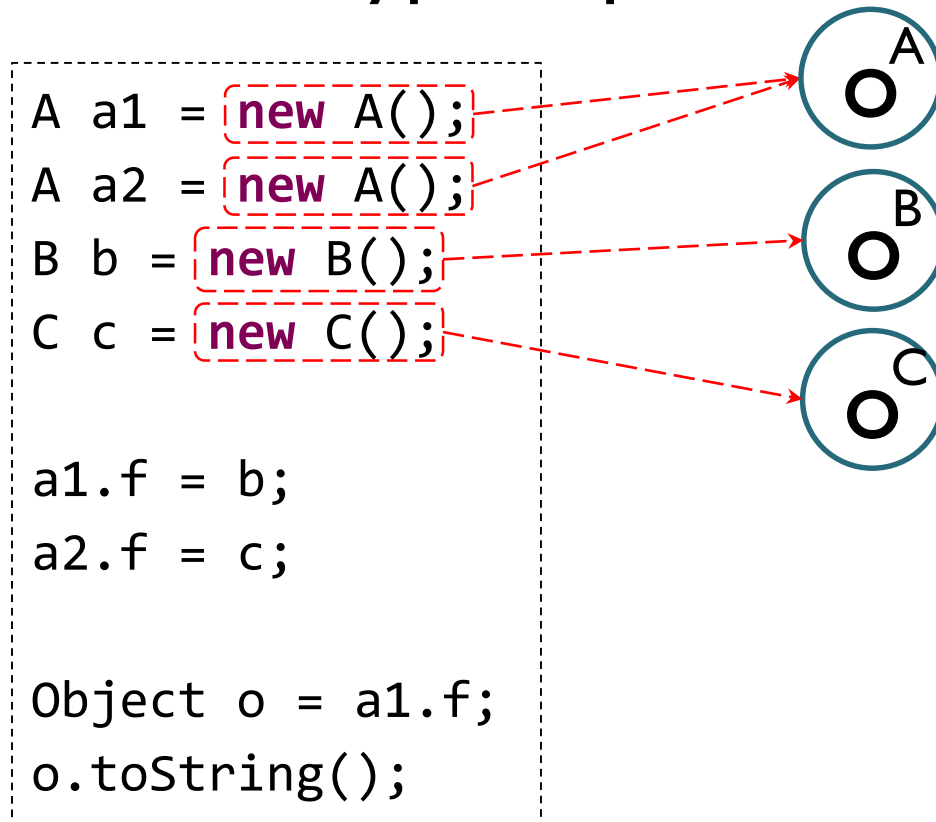 A a1 = new A();
A a2 = new A();
B b = new B();
C c = new C();
a1.f = b;
a2.f = c;
Object o = a1.f;
o.toString();
A
O
B
O
C
O